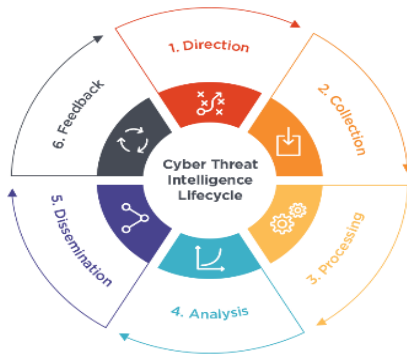 1. Direction
2. Collection
3. Processing
4. Analysis
5. Dissemination
6. Feedback
Cyber Threat
Intelligence
Lifecycle